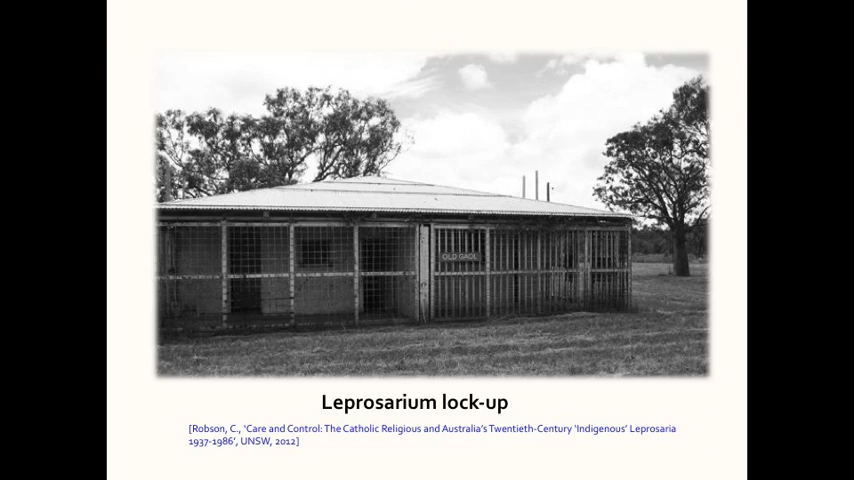 OLD GAOL
Leprosarium lock-up
[Robson, C., ‘Care and Control: The Catholic Religious and Australia’s Twentieth-Century ‘Indigenous’ Leprosaria
1937-1986’, UNSW, 2012]